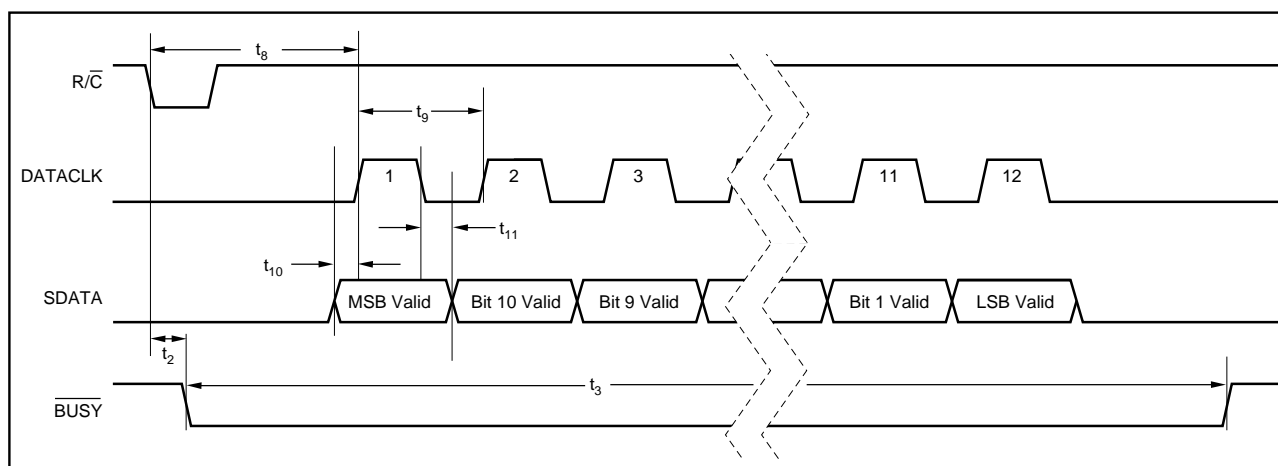 t8
R/C̅
t9
DATACLK 1 2 3 11 12
t11
t10
SDATA MSB Valid Bit 10 Valid Bit 9 Valid Bit 1 Valid LSB Valid
t2
t3
B̅U̅S̅Y̅